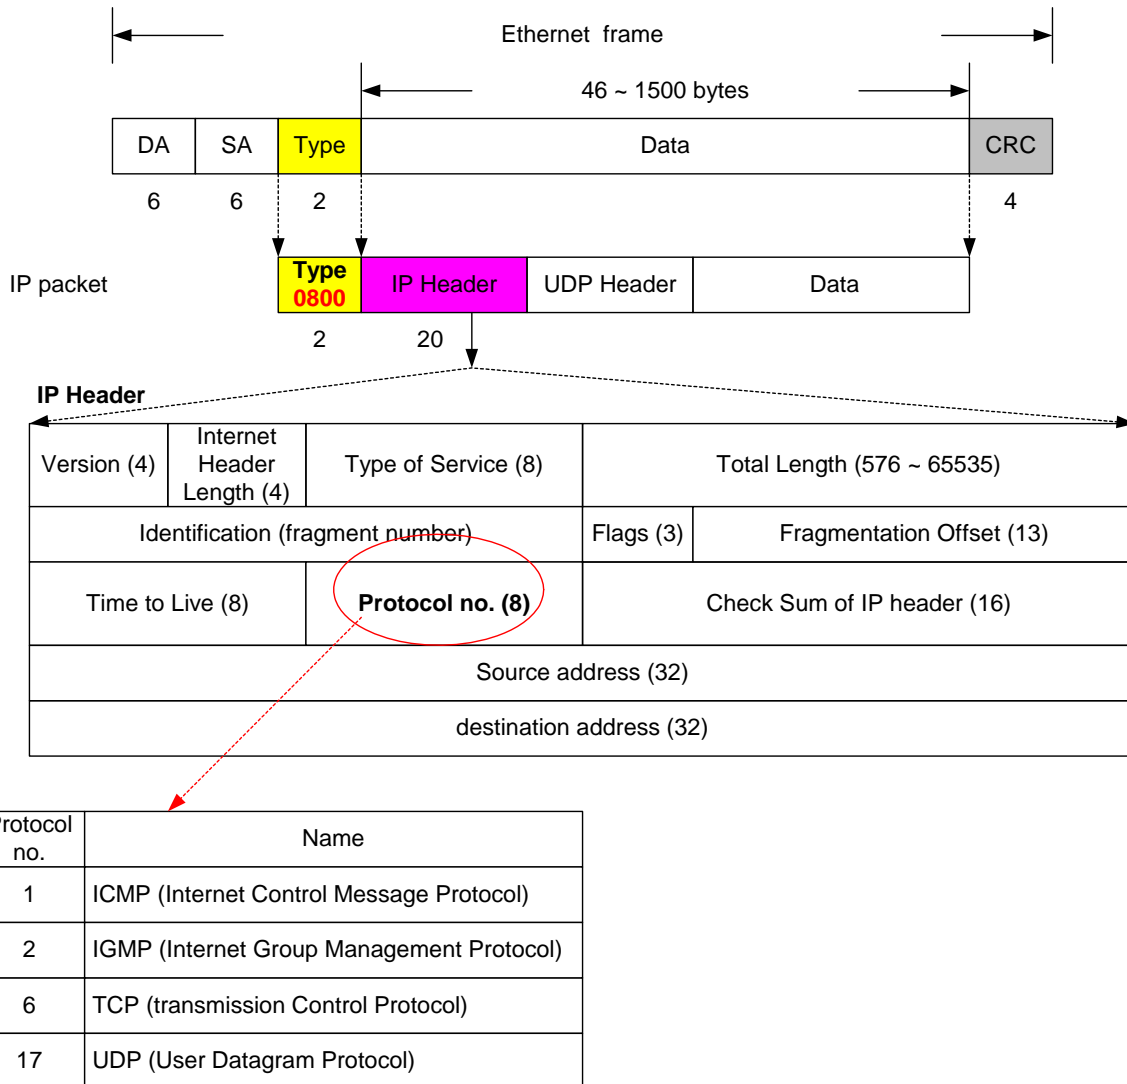 Ethernet frame
46 ~ 1500 bytes
DA SA Type Data CRC
6 6 2 4
IP packet
Type
0800
IP Header UDP Header Data
2 20
IP Header
Version (4)
Internet
Header
Length (4)
Type of Service (8)
Total Length (576 ~ 65535)
Identification (fragment number)
Flags (3)
Fragmentation Offset (13)
Time to Live (8)
Protocol no. (8)
Check Sum of IP header (16)
Source address (32)
destination address (32)
Protocol
no.
Name
1 ICMP (Internet Control Message Protocol)
2 IGMP (Internet Group Management Protocol)
6 TCP (transmission Control Protocol)
17 UDP (User Datagram Protocol)